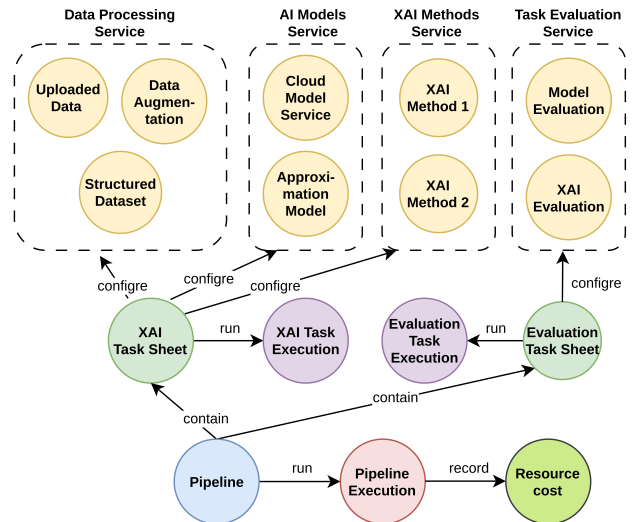 Data Processing
Service
AI Models
Service
XAI Methods
Service
Task Evaluation
Service
Uploaded
Data
Data
Augmen-
tation
Structured
Dataset
Cloud
Model
Service
Approxi-
mation
Model
XAI
Method 1
XAI
Method 2
Model
Evaluation
XAI
Evaluation
configre
configre
configre
configre
XAI
Task Sheet
run
XAI Task
Execution
Evaluation
Task
Execution
run
Evaluation
Task Sheet
contain
contain
Pipeline
run
Pipeline
Execution
record
Resource
cost